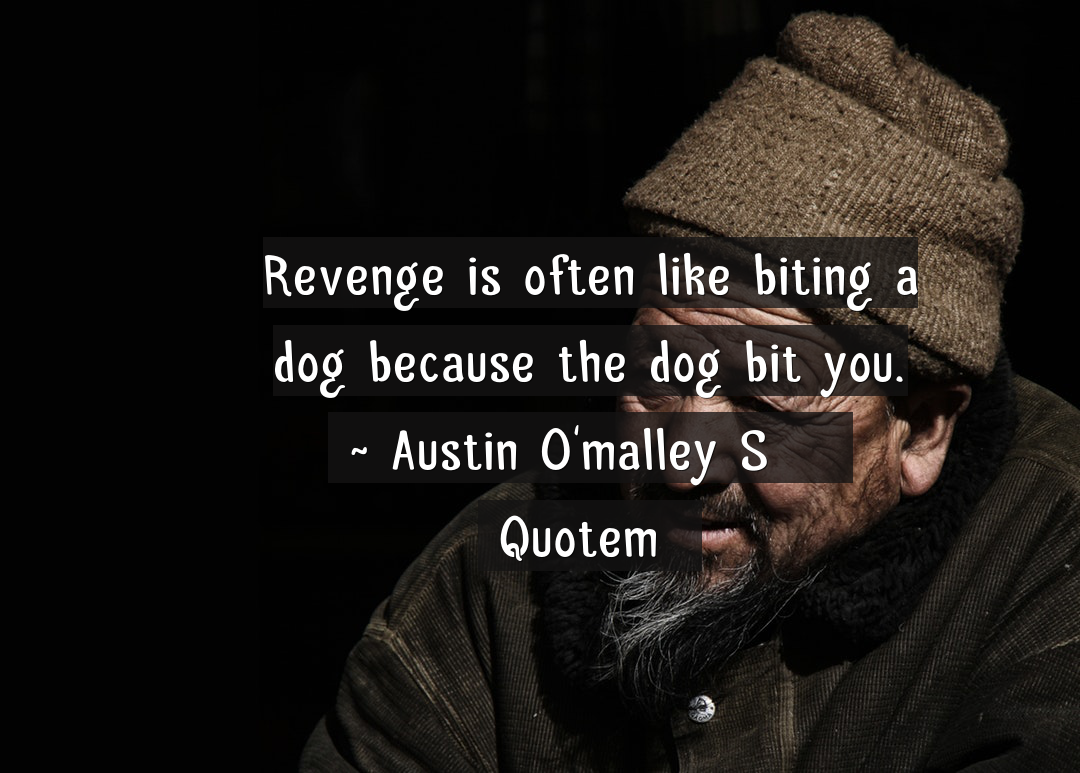 Revenge is often like biting a
dog because the dog bit you.
~ Austin O'malley S
Quotem